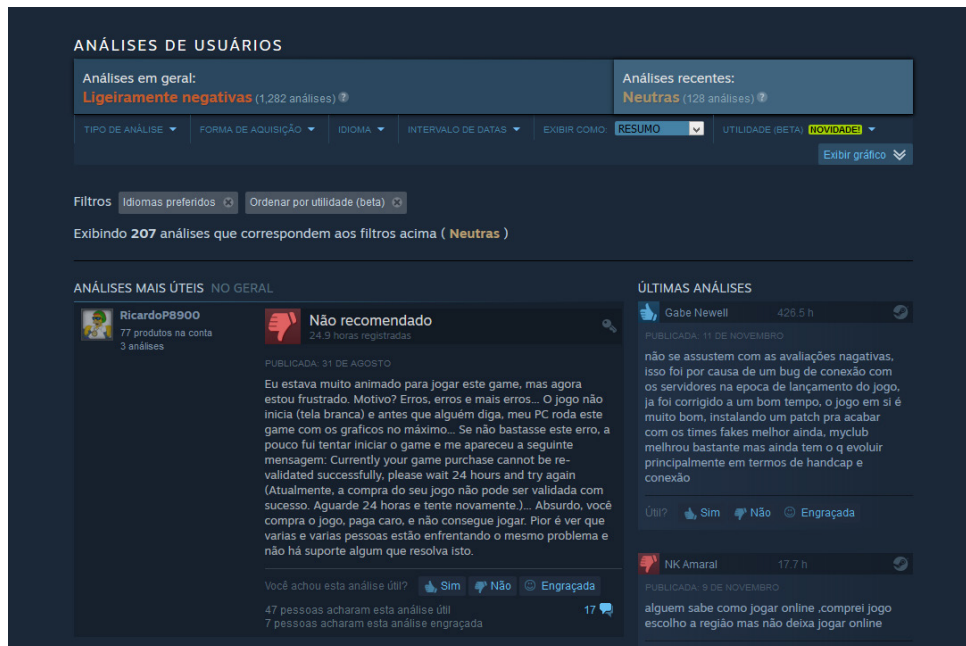 ANÁLISES DE USUÁRIOS
Análises em geral:
Ligeiramente negativas (1,282 análises) ?
Análises recentes:
Neutras (128 análises) ?
TIPO DE ANÁLISE
FORMA DE AQUISIÇÃO
IDIOMA
INTERVALO DE DATAS
EXIBIR COMO: RESUMO
UTILIDADE (BETA) NOVIDADE!
Exibir gráfico
Filtros Idiomas preferidos Ordenar por utilidade (beta)
Exibindo 207 análises que correspondem aos filtros acima ( Neutras )
ANÁLISES MAIS ÚTEIS NO GERAL
RicardoP8900
77 produtos na conta
3 análises
Não recomendado
24.9 horas registradas
PUBLICADA: 31 DE AGOSTO
Eu estava muito animado para jogar este game, mas agora
estou frustrado. Motivo? Erros, erros e mais erros... O jogo não
inicia (tela branca) e antes que alguém diga, meu PC roda este
game com os graficos no máximo... Se não bastasse este erro, a
pouco fui tentar iniciar o game e me apareceu a seguinte
mensagem: Currently your game purchase cannot be re-
validated successfully, please wait 24 hours and try again
(Atualmente, a compra do seu jogo não pode ser validada com
sucesso. Aguarde 24 horas e tente novamente.)... Absurdo, você
compra o jogo, paga caro, e não consegue jogar. Pior é ver que
varias e varias pessoas estão enfrentando o mesmo problema e
não há suporte algum que resolva isto.
Você achou esta análise útil? Sim Não Engraçada
47 pessoas acharam esta análise útil
7 pessoas acharam esta análise engraçada
17
ÚLTIMAS ANÁLISES
Gabe Newell 426.5 h
PUBLICADA: 11 DE NOVEMBRO
não se assustem com as avaliações nagativas,
isso foi por causa de um bug de conexão com
os servidores na epoca de lançamento do jogo,
ja foi corrigido a um bom tempo, o jogo em si é
muito bom, instalando um patch pra acabar
com os times fakes melhor ainda, myclub
melhrou bastante mas ainda tem o q evoluir
principalmente em termos de handcap e
conexão
Útil? Sim Não Engraçada
NK Amaral 17.7 h
PUBLICADA: 9 DE NOVEMBRO
alguem sabe como jogar online ,comprei jogo
escolho a região mas não deixa jogar online